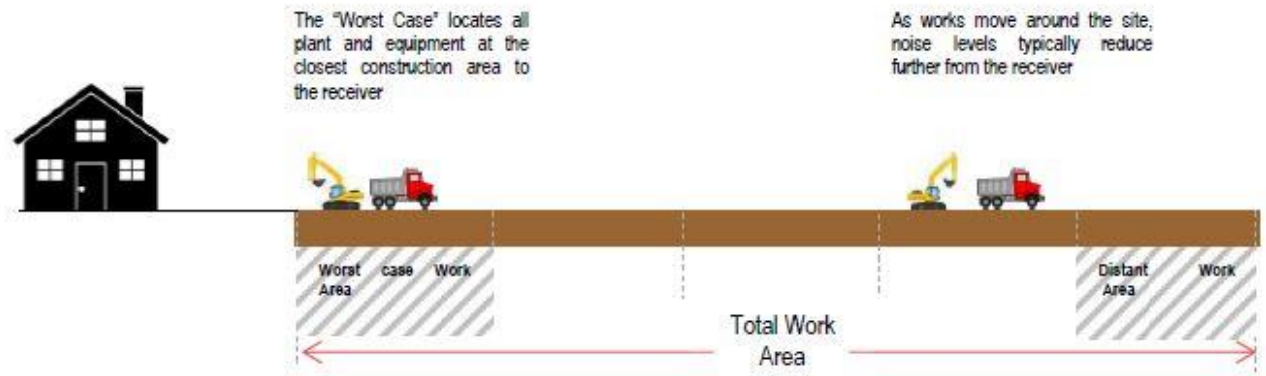 The “Worst Case” locates all
plant and equipment at the
closest construction area to
the receiver
As works move around the site,
noise levels typically reduce
further from the receiver
Worst case Work
Area
Distant Work
Area
Total Work
Area